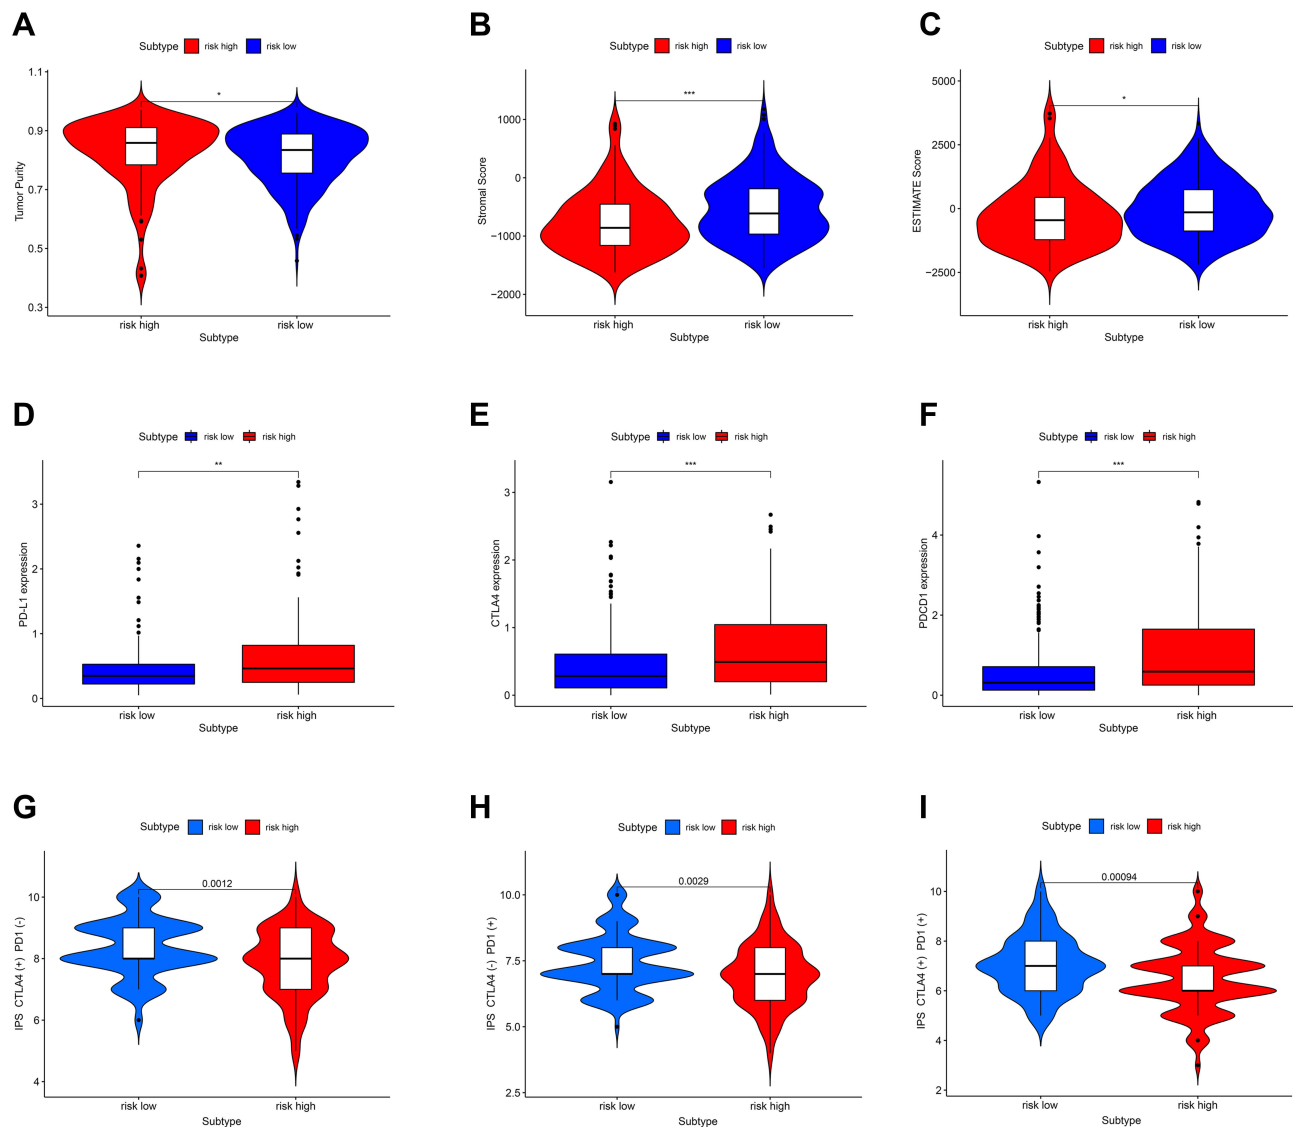 A
Subtype risk high risk low
1.1
0.9
0.7
0.5
0.3
Tumor Purity
*
risk high risk low
Subtype
B
Subtype risk high risk low
1000
0
−1000
−2000
Stromal Score
***
risk high risk low
Subtype
C
Subtype risk high risk low
5000
2500
0
−2500
ESTIMATE Score
*
risk high risk low
Subtype
D
Subtype risk low risk high
3
2
1
0
PD-L1 expression
**
risk low risk high
Subtype
E
Subtype risk low risk high
3
2
1
0
CTLA4 expression
***
risk low risk high
Subtype
F
Subtype risk low risk high
4
2
0
PDCD1 expression
***
risk low risk high
Subtype
G
Subtype risk low risk high
10
8
6
4
IPS CTLA4 (+) PD1 (-)
0.0012
risk low risk high
Subtype
H
Subtype risk low risk high
10.0
7.5
5.0
2.5
IPS CTLA4 (-) PD1 (+)
0.0029
risk low risk high
Subtype
I
Subtype risk low risk high
10
8
6
4
2
IPS CTLA4 (+) PD1 (+)
0.00094
risk low risk high
Subtype